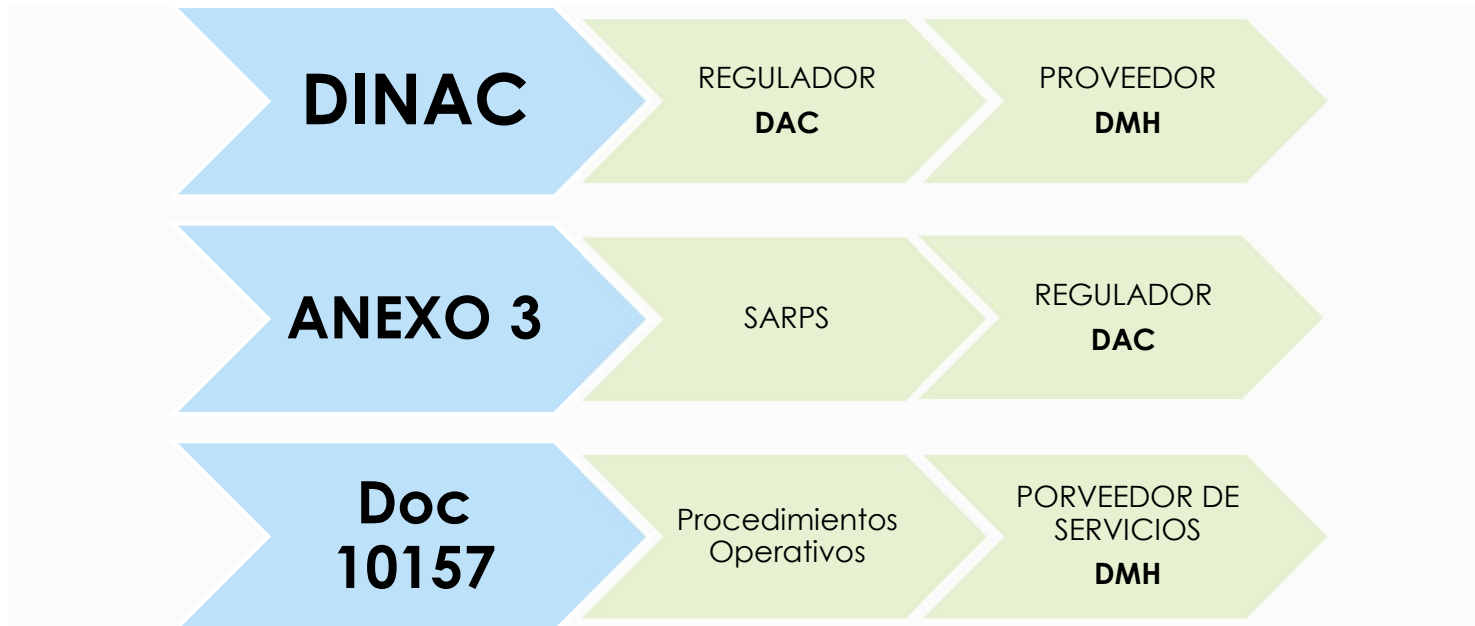 DINAC
REGULADOR
DAC
PROVEEDOR
DMH
ANEXO 3
SARPS
REGULADOR
DAC
Doc
10157
Procedimientos
Operativos
PORVEEDOR DE
SERVICIOS
DMH